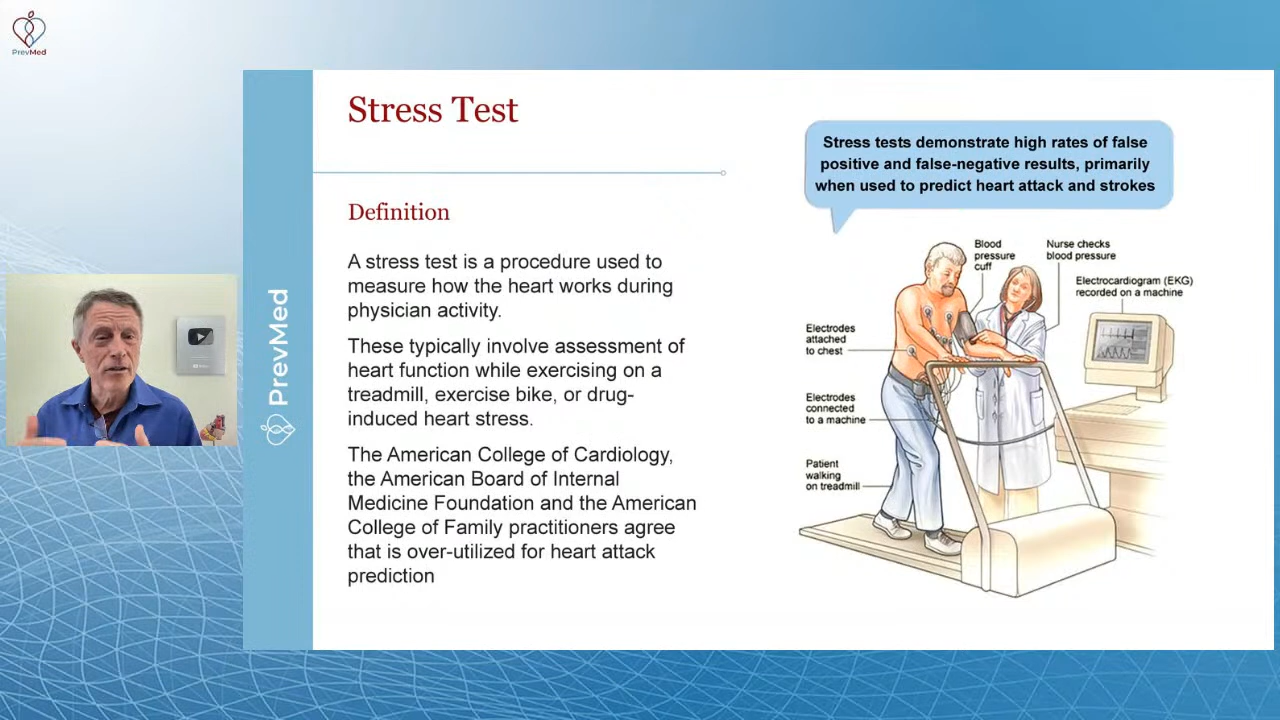 PrevMed
Stress Test
Definition
A stress test is a procedure used to
measure how the heart works during
physician activity.
These typically involve assessment of
heart function while exercising on a
treadmill, exercise bike, or drug-
induced heart stress.
The American College of Cardiology,
the American Board of Internal
Medicine Foundation and the American
College of Family practitioners agree
that is over-utilized for heart attack
prediction
PrevMed
Stress tests demonstrate high rates of false
positive and false-negative results, primarily
when used to predict heart attack and strokes
Blood
pressure
cuff
Nurse checks
blood pressure
Electrocardiogram (EKG)
recorded on a machine
Electrodes
attached
to chest
Electrodes
connected
to a machine
Patient
walking
on treadmill